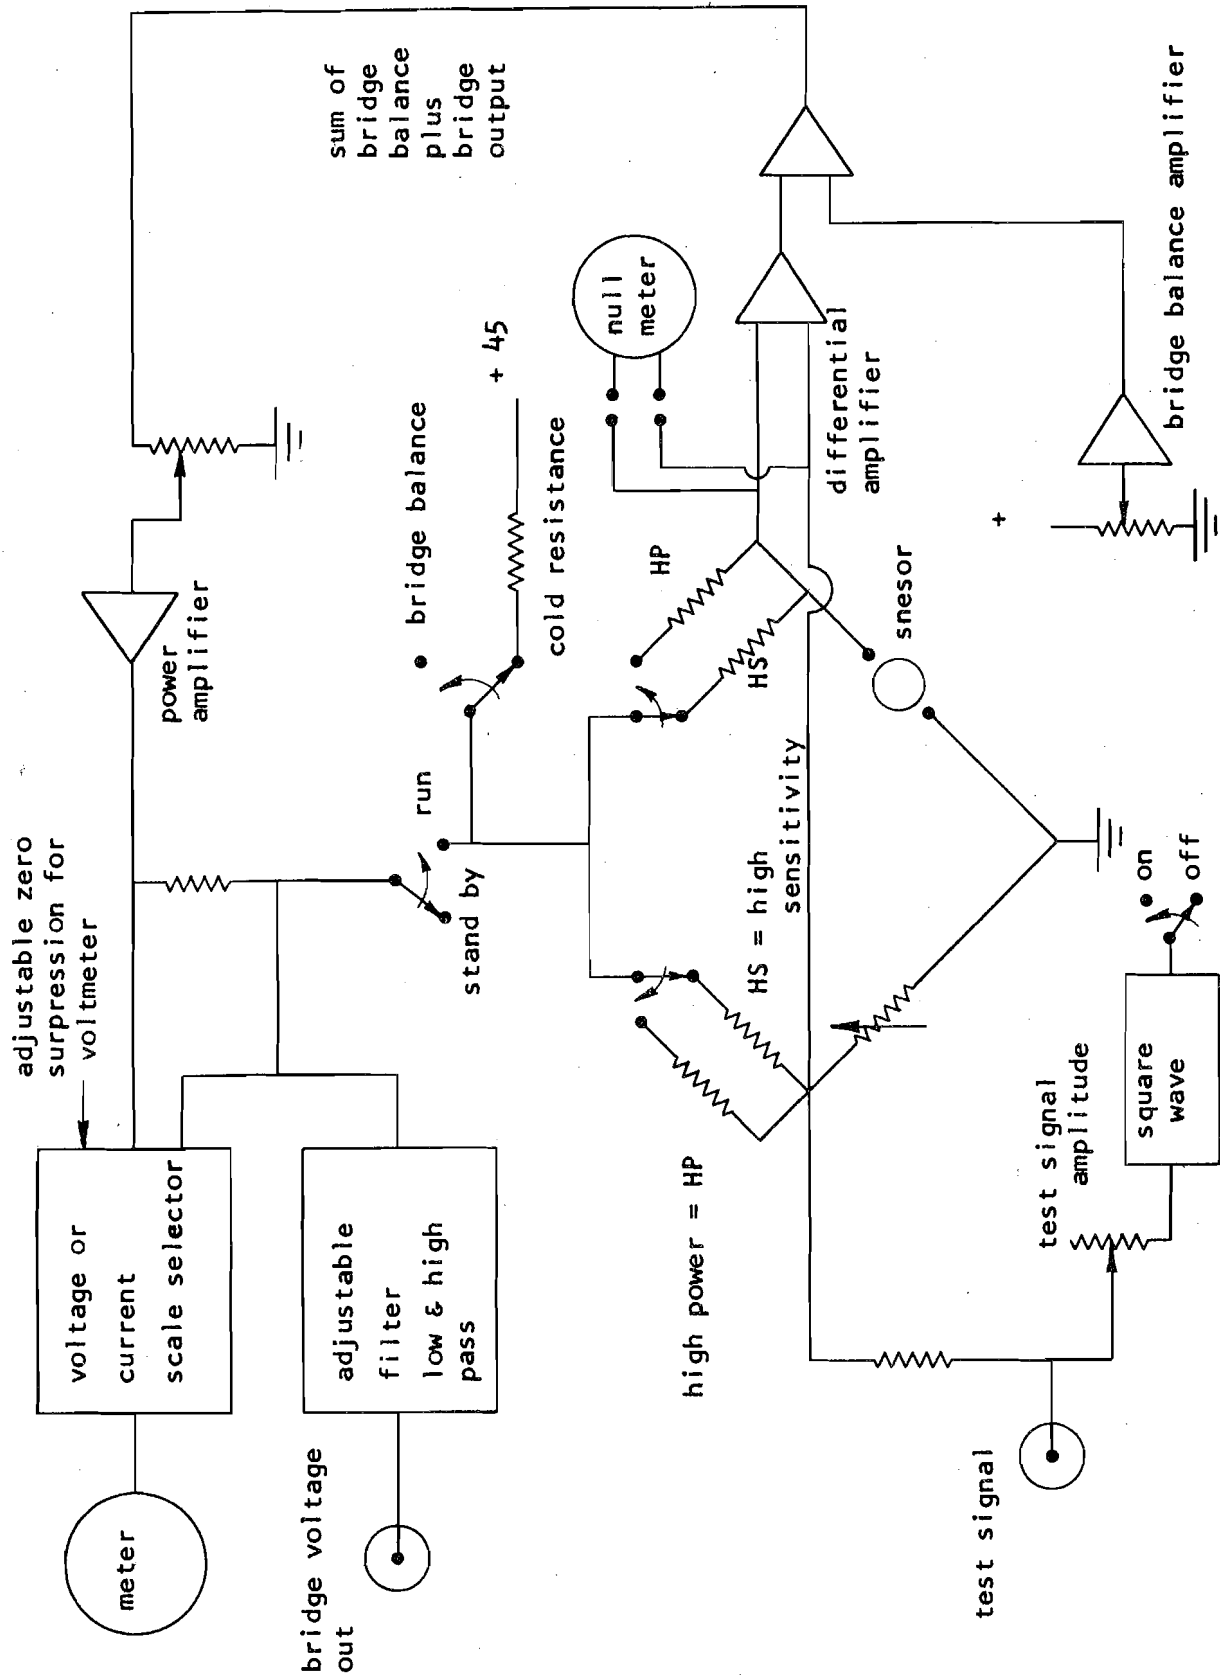 meter
voltage or
current
scale selector
adjustable zero
surpression for
voltmeter
power
amplifier
sum of
bridge
balance
plus
bridge
output
bridge voltage
out
adjustable
filter
low & high
pass
stand by
run
bridge balance
+ 45
cold resistance
null
meter
high power = HP
HS = high
sensitivity
HS
HP
differential
amplifier
snesor
+
bridge balance amplifier
test signal
test signal
amplitude
square
wave
on
off